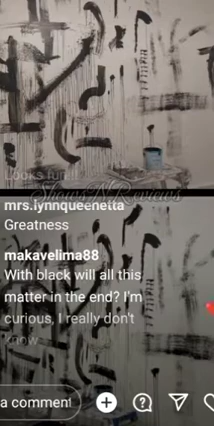 Looks fun!!!
ShowsNReviews
mrs.lynnqueenetta
Greatness
makavelima88
With black will all this
matter in the end? I'm
curious, I really don't
know
a comment